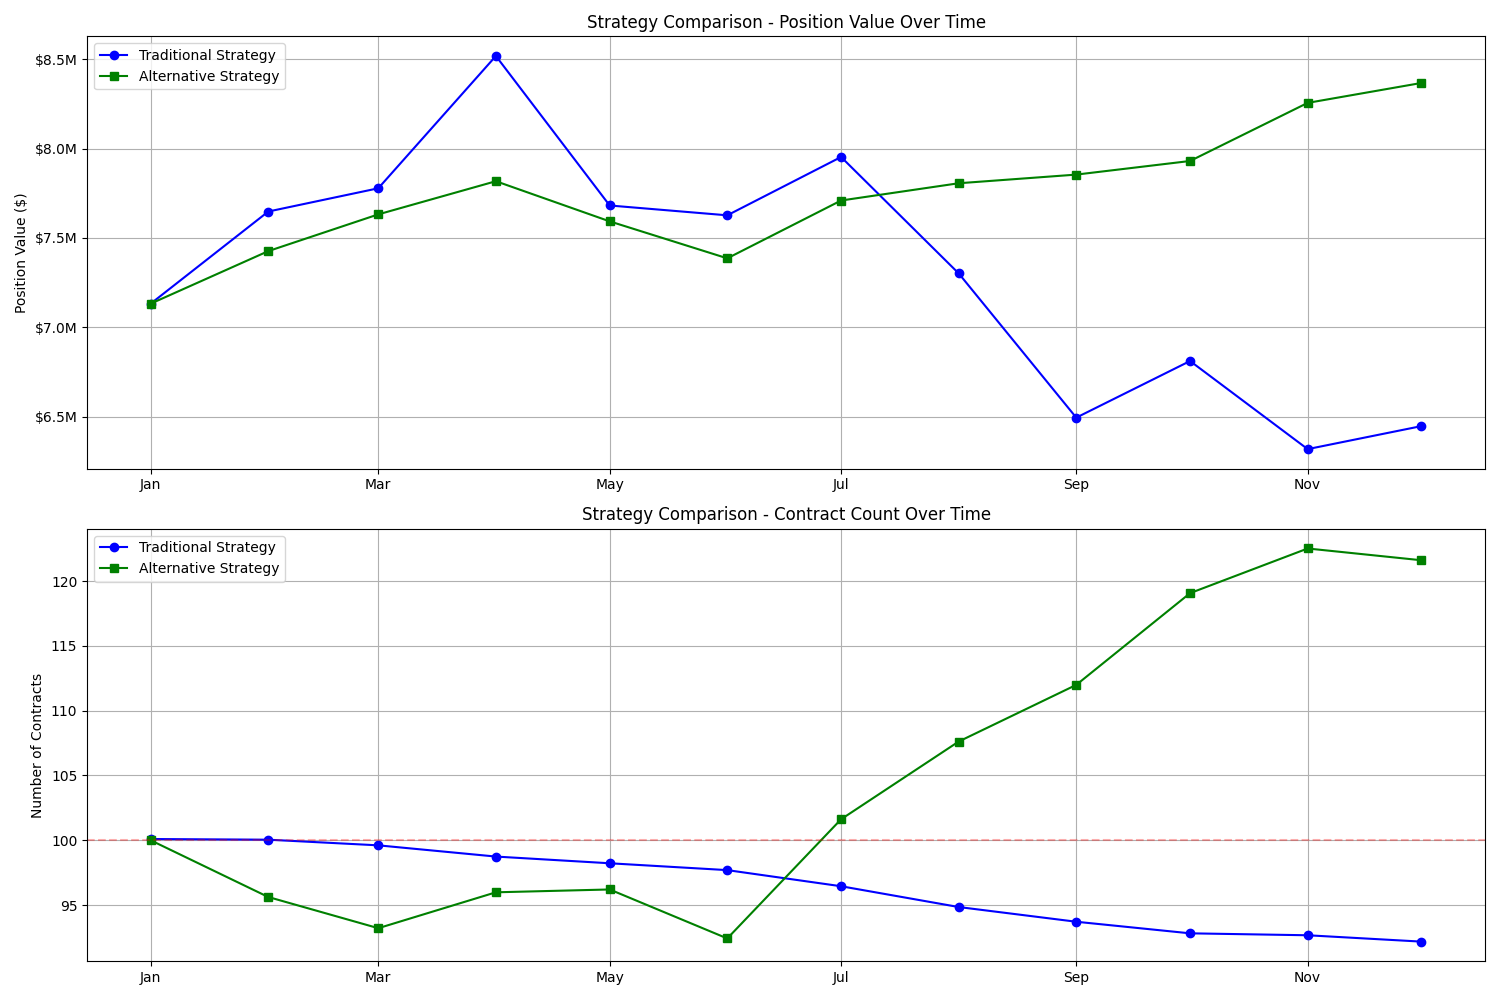 Strategy Comparison - Position Value Over Time
Traditional Strategy
Alternative Strategy
Position Value ($)
$8.5M
$8.0M
$7.5M
$7.0M
$6.5M
Jan
Mar
May
Jul
Sep
Nov
Strategy Comparison - Contract Count Over Time
Traditional Strategy
Alternative Strategy
Number of Contracts
120
115
110
105
100
95
Jan
Mar
May
Jul
Sep
Nov